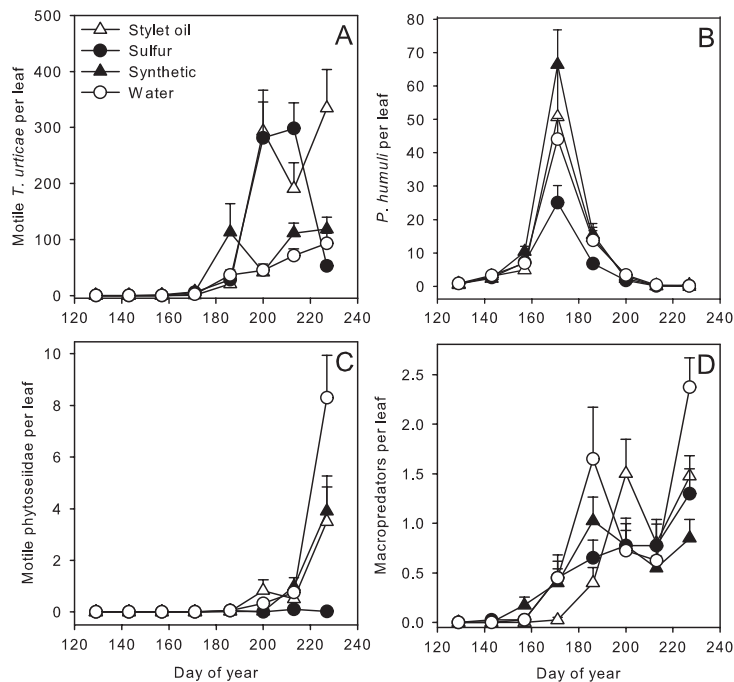 500
400
300
200
100
0
Motile T. urticae per leaf
Stylet oil
Sulfur
Synthetic
Water
A
120 140 160 180 200 220 240
80
70
60
50
40
30
20
10
0
P. humuli per leaf
B
120 140 160 180 200 220 240
10
8
6
4
2
0
Motile phytoseiidae per leaf
C
120 140 160 180 200 220 240
Day of year
2.5
2.0
1.5
1.0
0.5
0.0
Macropredators per leaf
D
120 140 160 180 200 220 240
Day of year